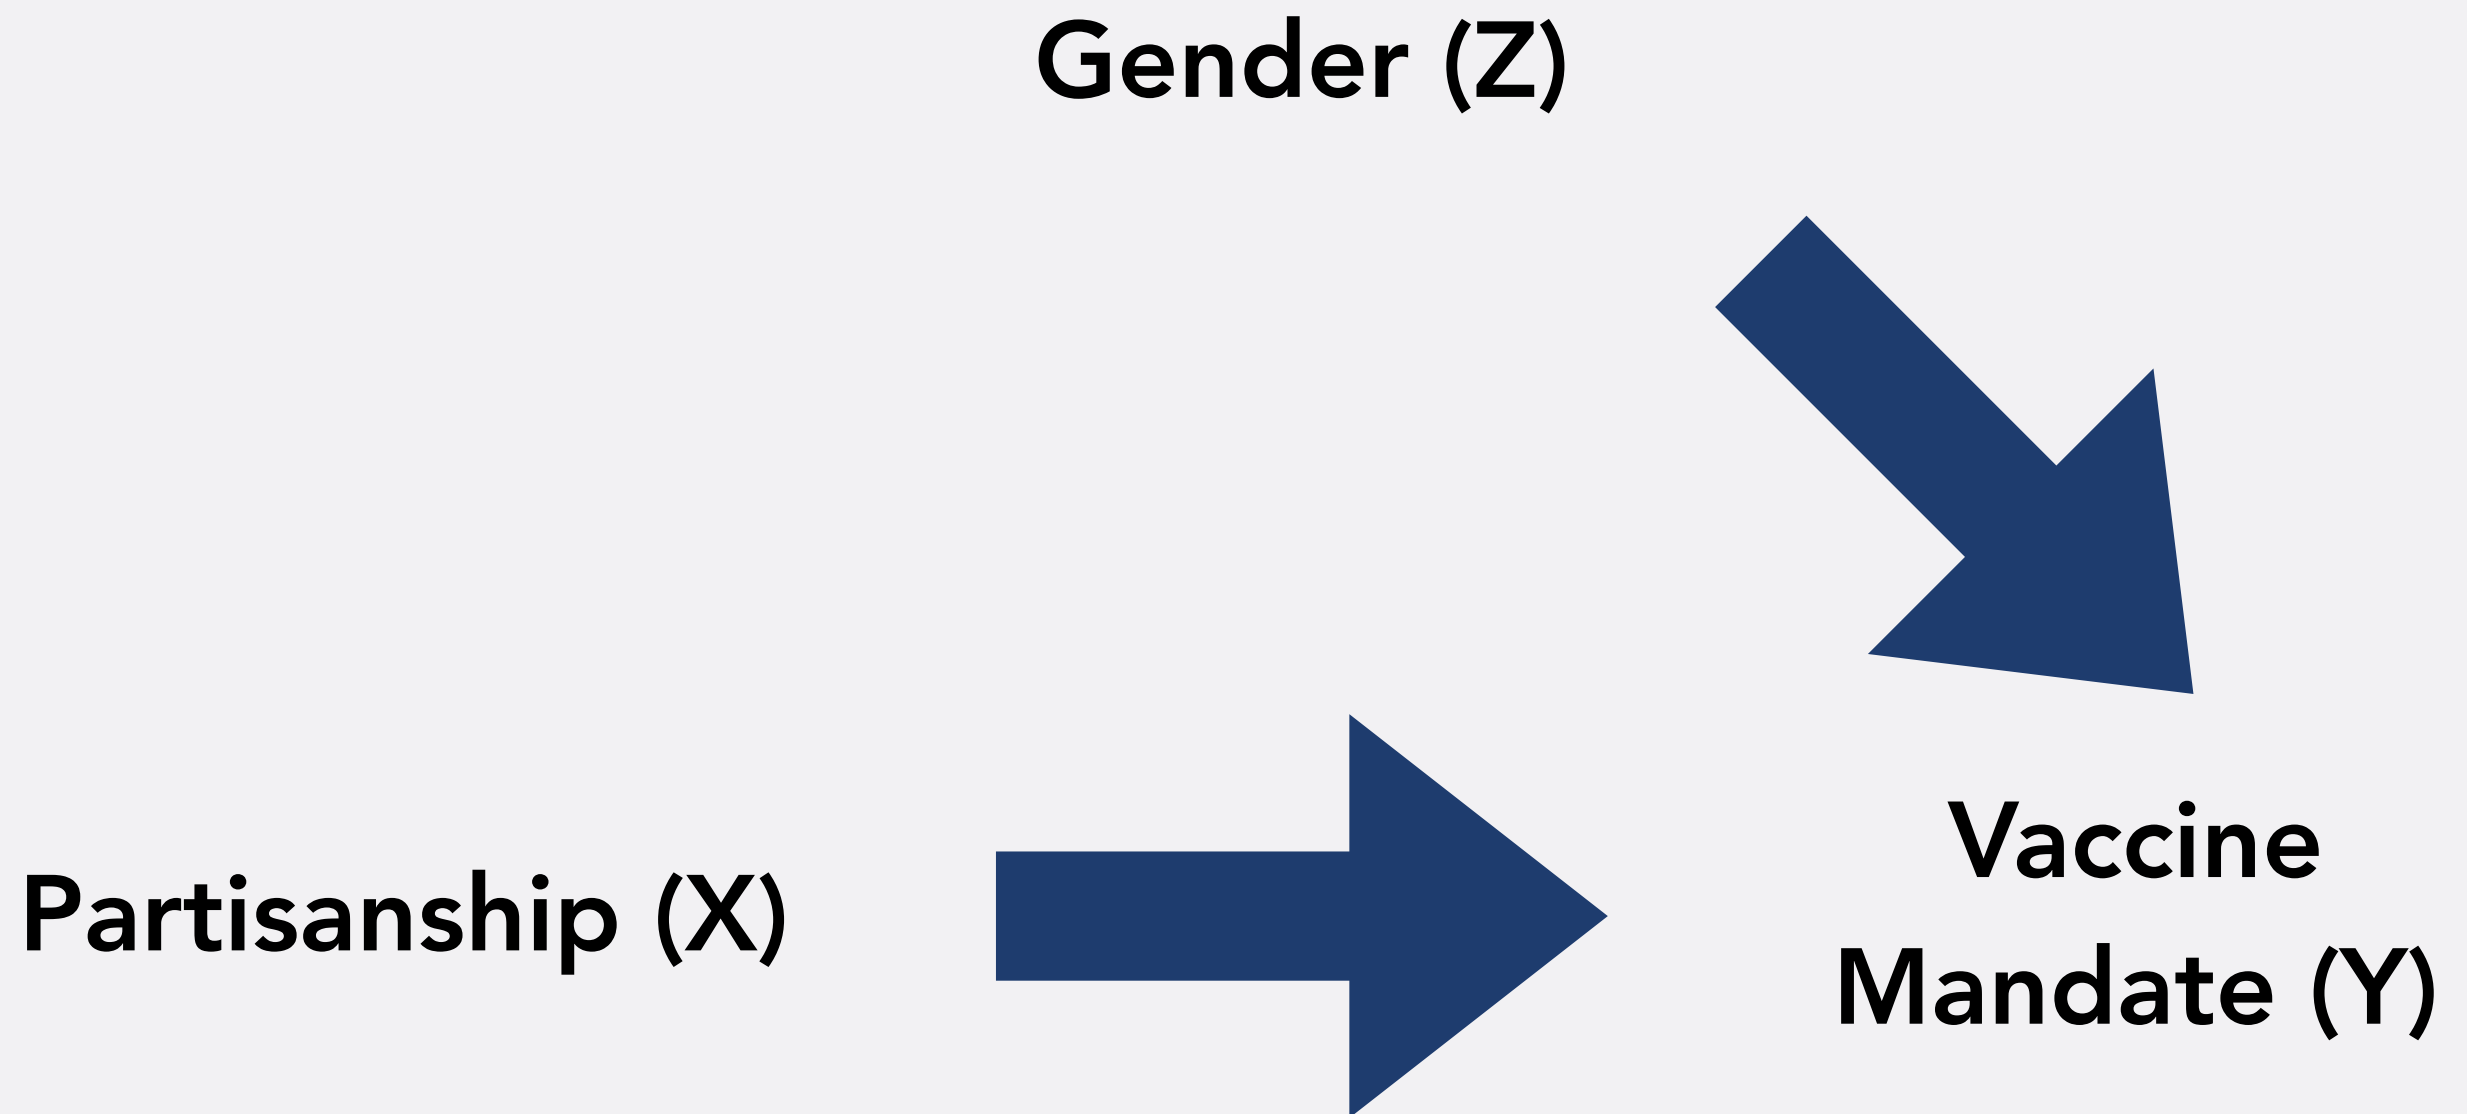 Gender (Z)
Partisanship (X)
Vaccine
Mandate (Y)